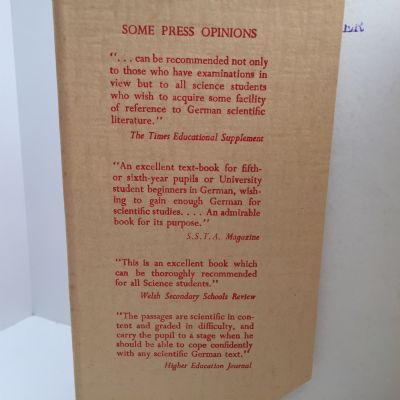 SOME PRESS OPINIONS
"... can be recommended not only
to those who have examinations in
view but to all science students
who wish to acquire some facility
of reference to German scientific
literature."
The Times Educational Supplement
"An excellent text-book for fifth-
or sixth-year pupils or University
student beginners in German, wish-
ing to gain enough German for
scientific studies. . . . An admirable
book for its purpose."
S.S.T.A. Magazine
"This is an excellent book which
can be thoroughly recommended
for all Science students."
Welsh Secondary Schools Review
"The passages are scientific in con-
tent and graded in difficulty, and
carry the pupil to a stage when he
should be able to cope confidently
with any scientific German text."
Higher Education Journal